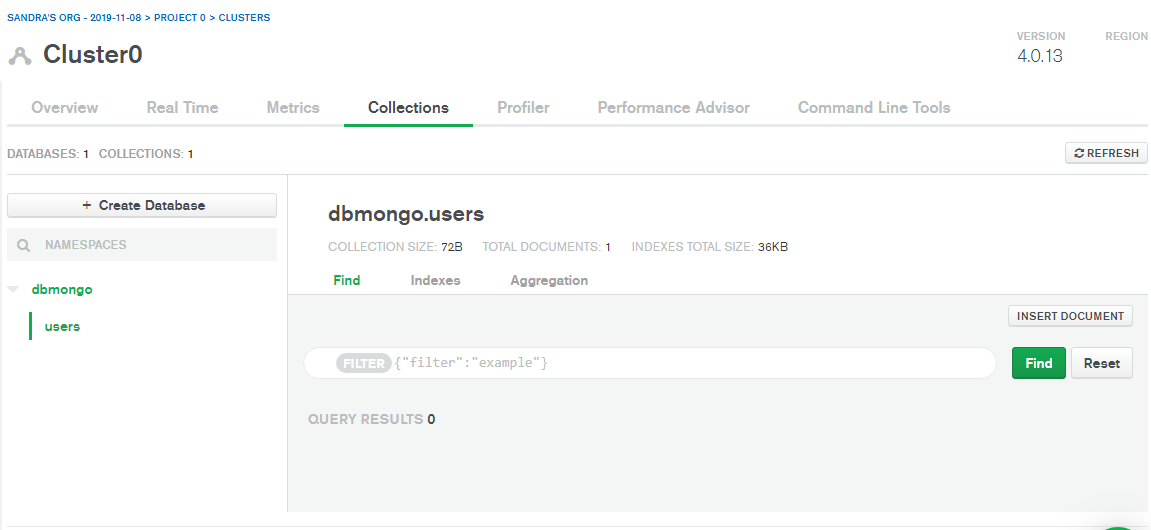 SANDRA'S ORG - 2019-11-08 > PROJECT 0 > CLUSTERS
Cluster0
VERSION REGION
4.0.13
Overview Real Time Metrics Collections Profiler Performance Advisor Command Line Tools
DATABASES: 1 COLLECTIONS: 1 REFRESH
+ Create Database
NAMESPACES
dbmongo
users
dbmongo.users
COLLECTION SIZE: 72B TOTAL DOCUMENTS: 1 INDEXES TOTAL SIZE: 36KB
Find Indexes Aggregation
INSERT DOCUMENT
FILTER {"filter":"example"} Find Reset
QUERY RESULTS 0